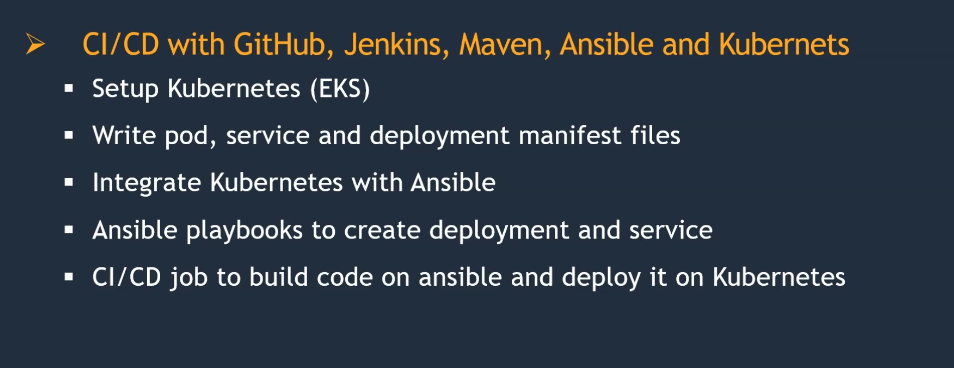 ➢ CI/CD with GitHub, Jenkins, Maven, Ansible and Kubernets
▪ Setup Kubernetes (EKS)
▪ Write pod, service and deployment manifest files
▪ Integrate Kubernetes with Ansible
▪ Ansible playbooks to create deployment and service
▪ CI/CD job to build code on ansible and deploy it on Kubernetes